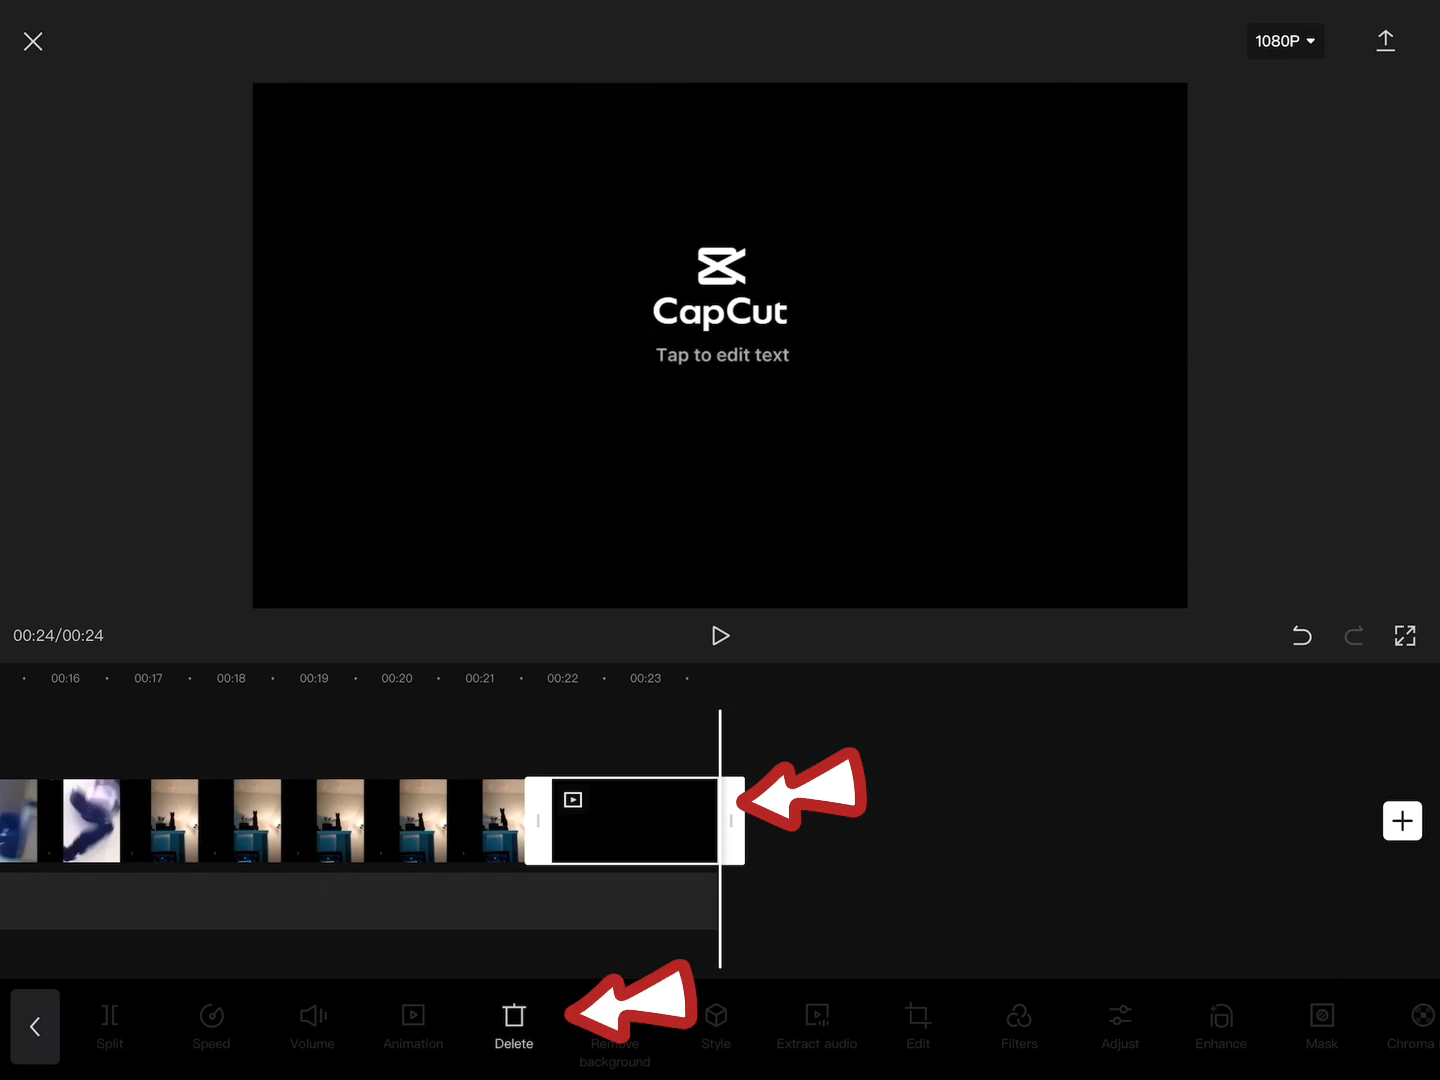 1080P
CapCut
Tap to edit text
00:24/00:24
00:16
00:17
00:18
00:19
00:20
00:21
00:22
00:23
Split
Speed
Volume
Animation
Delete
Remove
background
Style
Extract audio
Edit
Filters
Adjust
Enhance
Mask
Chroma